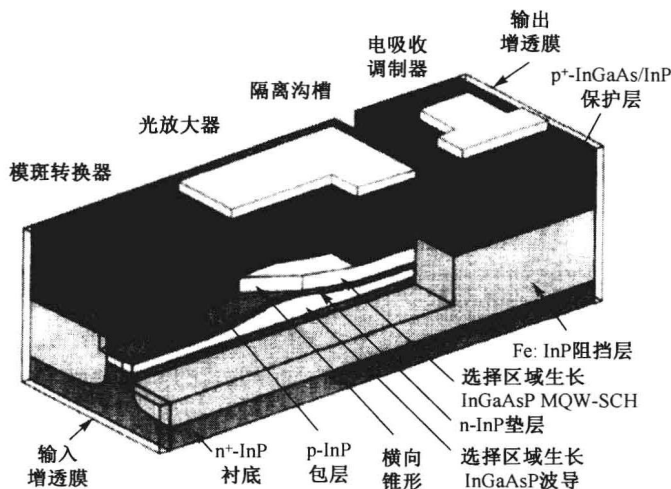 输出
增透膜
电吸收
调制器
p⁺-InGaAs/InP
保护层
隔离沟槽
光放大器
模斑转换器
Fe: InP阻挡层
选择区域生长
InGaAsP MQW-SCH
n-InP垫层
选择区域生长
InGaAsP波导
横向
锥形
p-InP
包层
n⁺-InP
衬底
输入
增透膜